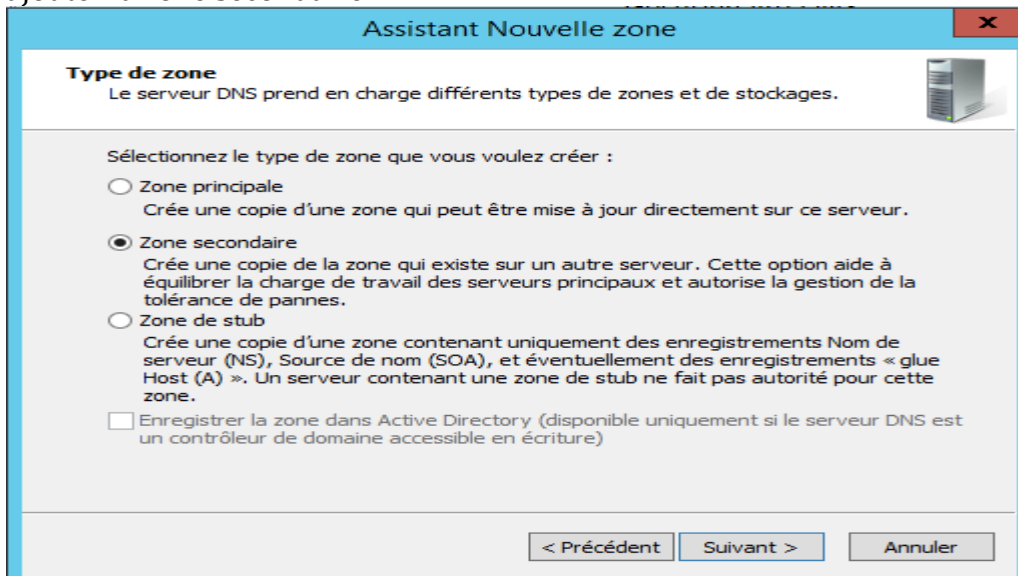 Assistant Nouvelle zone
x
Type de zone
Le serveur DNS prend en charge différents types de zones et de stockages.
Sélectionnez le type de zone que vous voulez créer :
Zone principale
Crée une copie d'une zone qui peut être mise à jour directement sur ce serveur.
Zone secondaire
Crée une copie de la zone qui existe sur un autre serveur. Cette option aide à
équilibrer la charge de travail des serveurs principaux et autorise la gestion de la
tolérance de pannes.
Zone de stub
Crée une copie d'une zone contenant uniquement des enregistrements Nom de
serveur (NS), Source de nom (SOA), et éventuellement des enregistrements « glue
Host (A) ». Un serveur contenant une zone de stub ne fait pas autorité pour cette
zone.
Enregistrer la zone dans Active Directory (disponible uniquement si le serveur DNS est
un contrôleur de domaine accessible en écriture)
< Précédent
Suivant >
Annuler